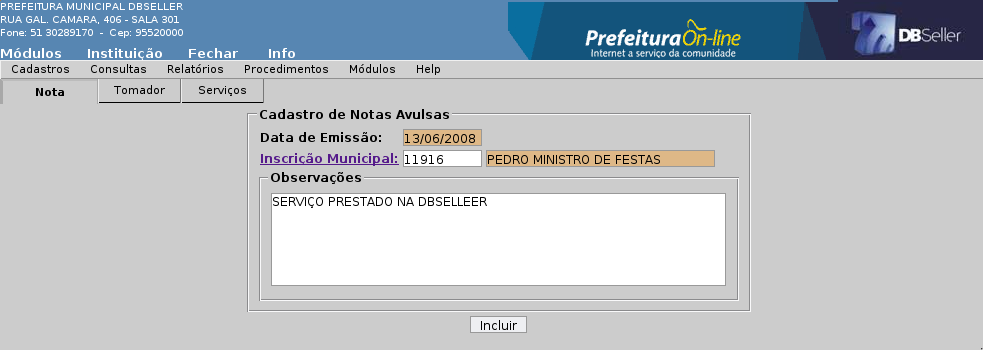 PREFEITURA MUNICIPAL DBSELLER
RUA GAL. CAMARA, 406 - SALA 301
Fone: 51 30289170 - Cep: 95520000
Prefeitura On-line
Internet a serviço da comunidade
DBSeller
Módulos Instituição Fechar Info
Cadastros Consultas Relatórios Procedimentos Módulos Help
Nota Tomador Serviços
Cadastro de Notas Avulsas
Data de Emissão: 13/06/2008
Inscrição Municipal: 11916 PEDRO MINISTRO DE FESTAS
Observações
SERVIÇO PRESTADO NA DBSELLEER
Incluir